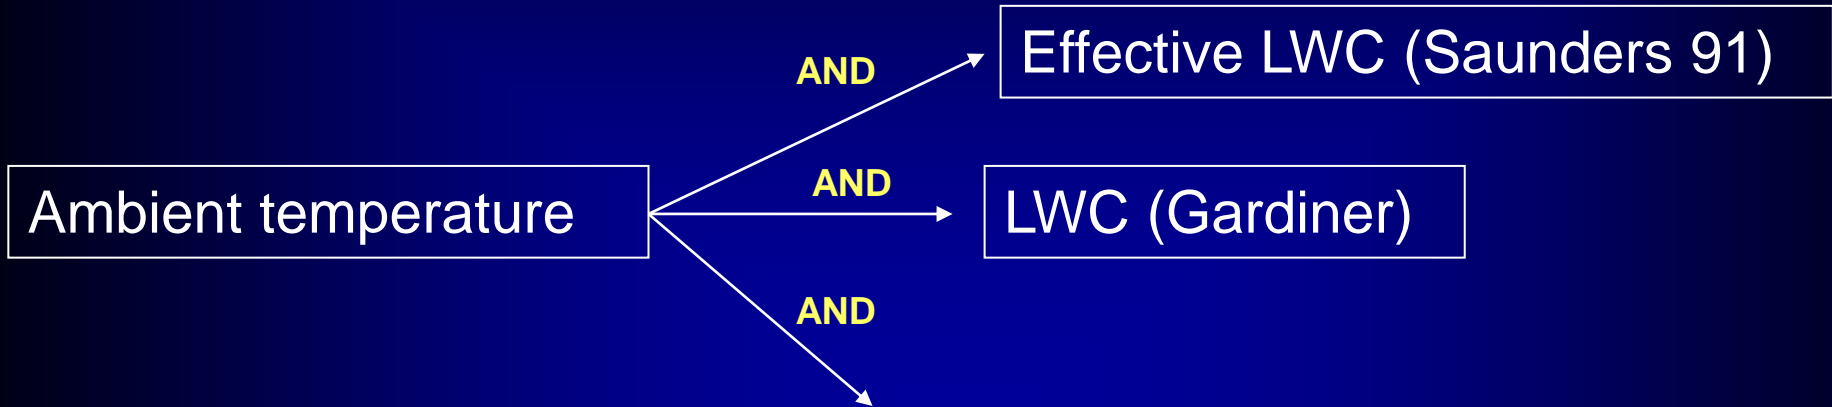 Effective LWC (Saunders 91)
AND
Ambient temperature
AND
LWC (Gardiner)
AND